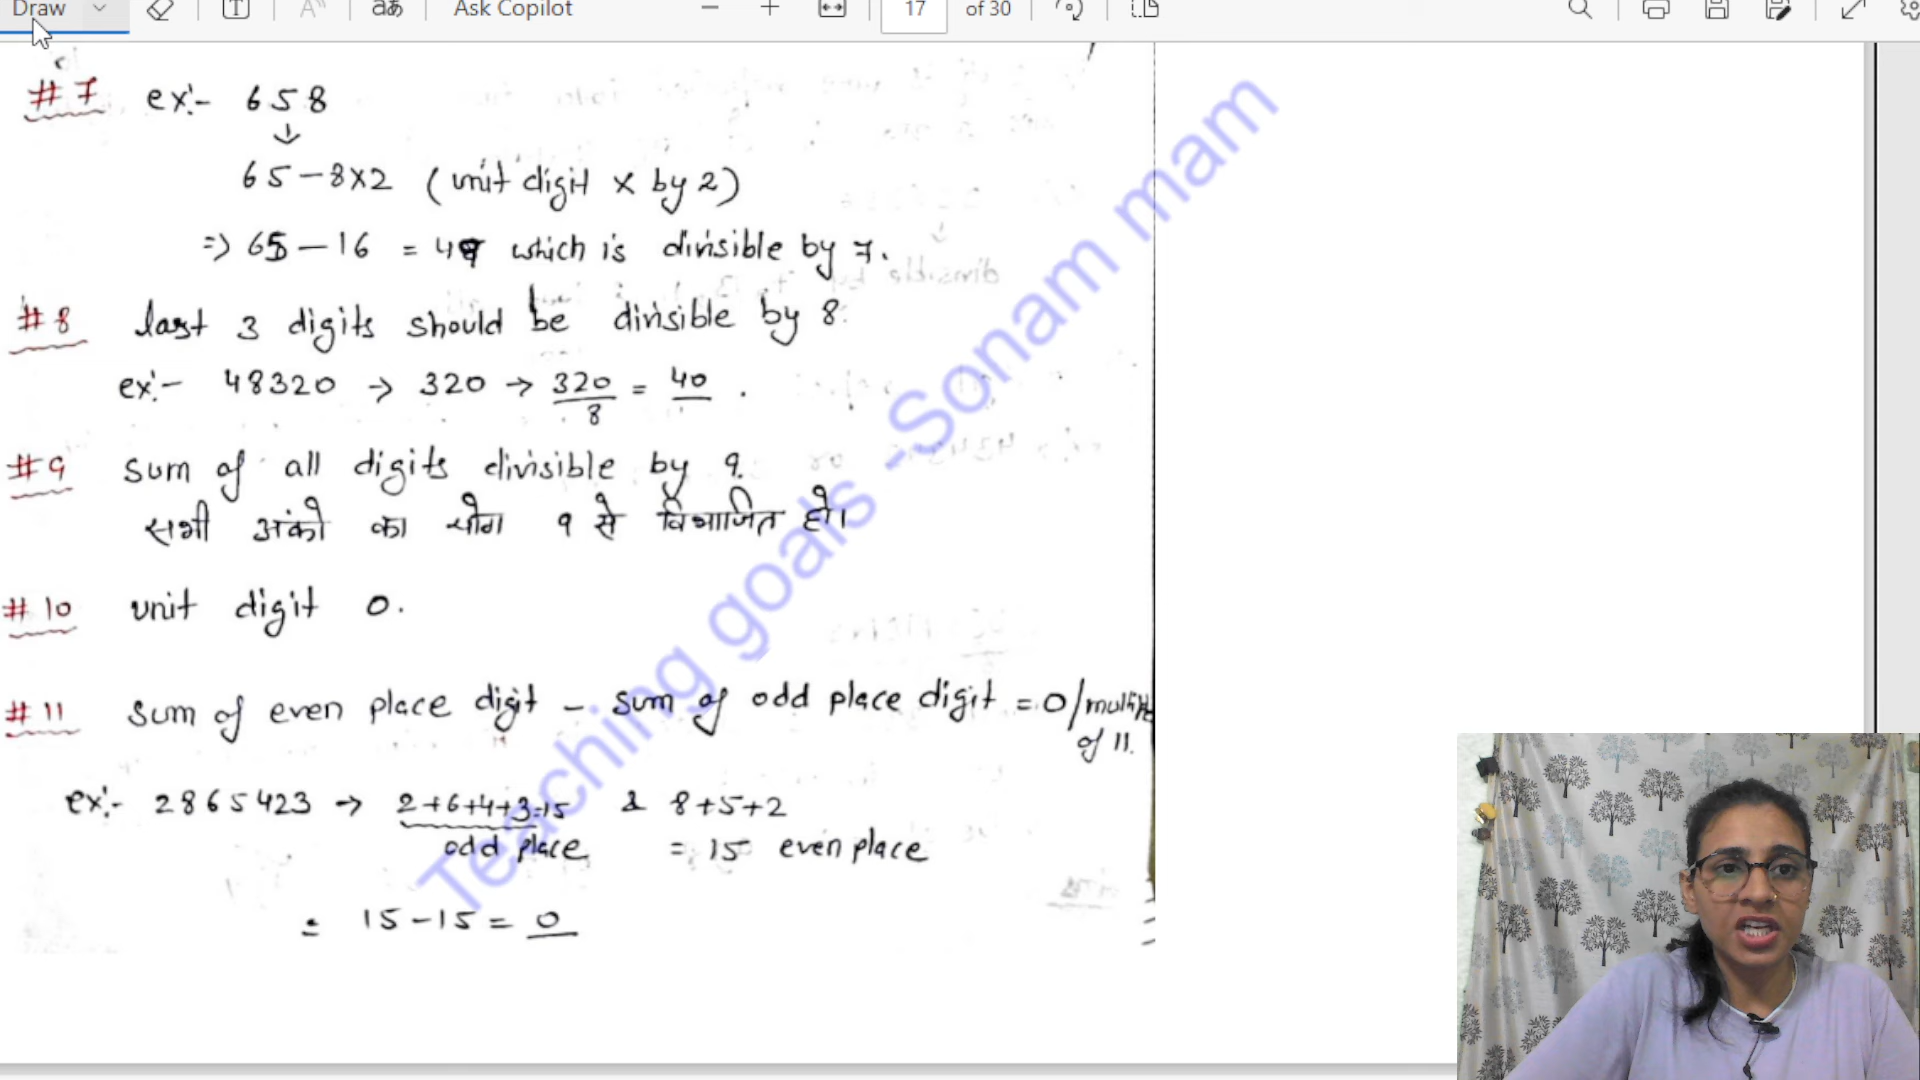 Draw
Ask Copilot
17 of 30
#7 ex:- 658
65-8×2 (unit digit × by 2)
=> 65-16 = 49 which is divisible by 7.
#8 last 3 digits should be divisible by 8.
ex:- 48320 → 320 → 320/8 = 40.
#9 sum of all digits divisible by 9.
सभी अंको का योग 9 से विभाजित हो।
#10 unit digit 0.
#11 sum of even place digit - sum of odd place digit = 0/multiple
of 11.
ex:- 2865423 → 2+6+4+3=15 & 8+5+2
odd place = 15 even place
= 15-15 = 0
Teaching goals -Sonam mam